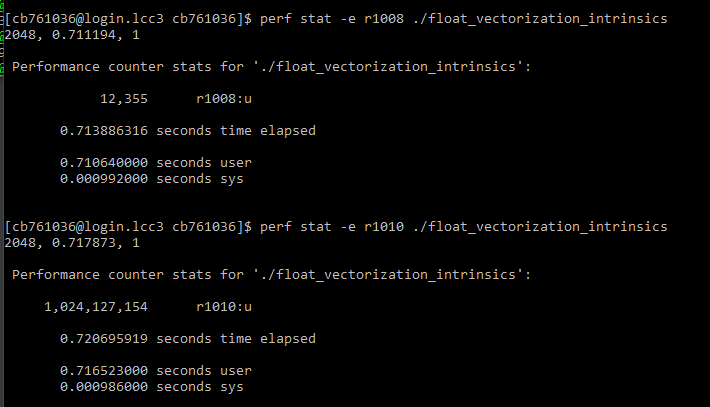 [cb761036@login.lcc3 cb761036]$ perf stat -e r1008 ./float_vectorization_intrinsics
2048, 0.711194, 1
Performance counter stats for './float_vectorization_intrinsics':
12,355 r1008:u
0.713886316 seconds time elapsed
0.710640000 seconds user
0.000992000 seconds sys
[cb761036@login.lcc3 cb761036]$ perf stat -e r1010 ./float_vectorization_intrinsics
2048, 0.717873, 1
Performance counter stats for './float_vectorization_intrinsics':
1,024,127,154 r1010:u
0.720695919 seconds time elapsed
0.716523000 seconds user
0.000986000 seconds sys